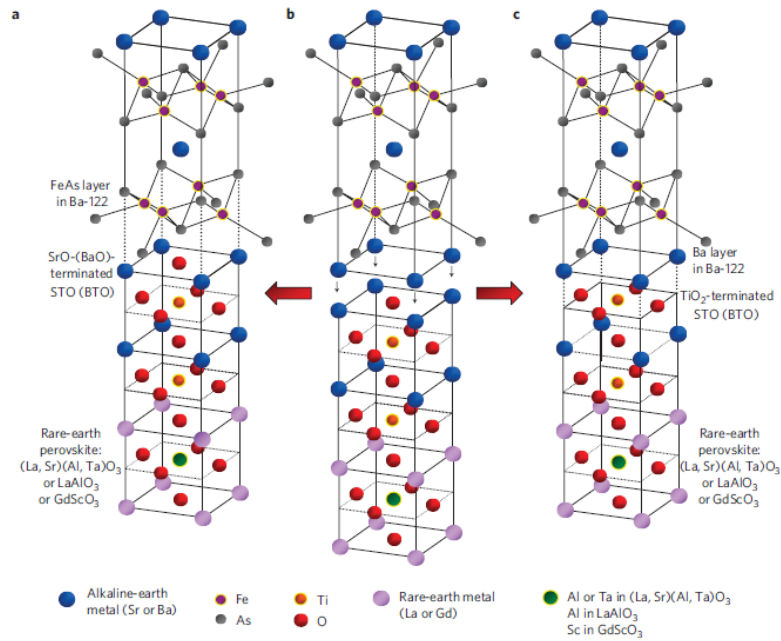 a
b
c
FeAs layer
in Ba-122
SrO-(BaO)-
terminated
STO (BTO)
Ba layer
in Ba-122
TiO₂-terminated
STO (BTO)
Rare-earth
perovskite:
(La, Sr)(Al, Ta)O₃
or LaAlO₃
or GdScO₃
Rare-earth
perovskite:
(La, Sr)(Al, Ta)O₃
or LaAlO₃
or GdScO₃
Alkaline-earth
metal (Sr or Ba)
Fe
As
Ti
O
Rare-earth metal
(La or Gd)
Al or Ta in (La, Sr)(Al, Ta)O₃
Al in LaAlO₃
Sc in GdScO₃